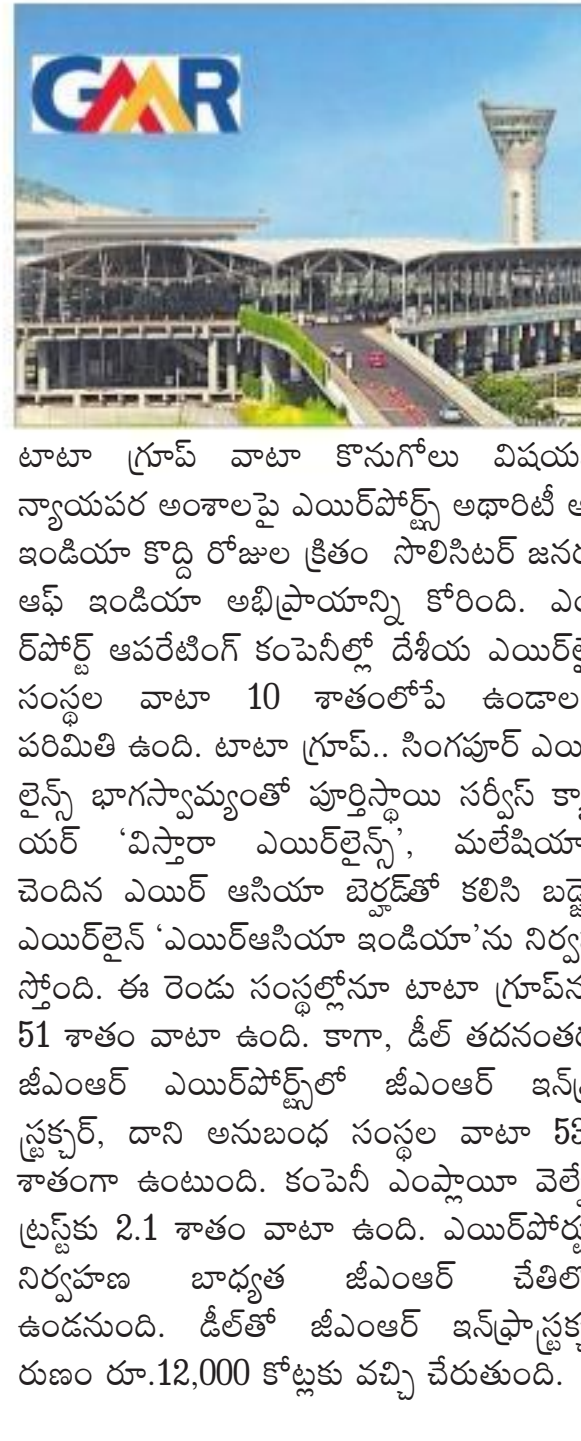 GMR
టాటా గ్రూప్ వాటా కొనుగోలు విషయ
న్యాయపర అంశాలపై ఎయిర్‌పోర్ట్స్ అథారిటీ ఆ
ఇండియా కొద్ది రోజుల క్రితం సొలిసిటర్ జనర
ఆఫ్ ఇండియా అభిప్రాయాన్ని కోరింది. ఎయి
ర్‌పోర్ట్ ఆపరేటింగ్ కంపెనీల్లో దేశీయ ఎయిర్‌లై
సంస్థల వాటా 10 శాతంలోపే ఉండాల
పరిమితి ఉంది. టాటా గ్రూప్.. సింగపూర్ ఎయి
లైన్స్ భాగస్వామ్యంతో పూర్తిస్థాయి సర్వీస్ క్యా
యర్ ‘విస్తారా ఎయిర్‌లైన్స్’, మలేషియా
చెందిన ఎయిర్ ఆసియా బెర్హడ్‌తో కలిసి బడ్జె
ఎయిర్‌లైన్ ‘ఎయిర్‌ఆసియా ఇండియా’ను నిర్వ
స్తోంది. ఈ రెండు సంస్థల్లోనూ టాటా గ్రూప్‌న
51 శాతం వాటా ఉంది. కాగా, డీల్ తదనంతర
జీఎంఆర్ ఎయిర్‌పోర్ట్స్‌లో జీఎంఆర్ ఇన్‌ఫ్రా
స్ట్రక్చర్, దాని అనుబంధ సంస్థల వాటా 53
శాతంగా ఉంటుంది. కంపెనీ ఎంప్లాయీ వెల్ఫే
ట్రస్ట్‌కు 2.1 శాతం వాటా ఉంది. ఎయిర్‌పోర్టు
నిర్వహణ బాధ్యత జీఎంఆర్ చేతిలో
ఉండనుంది. డీల్‌తో జీఎంఆర్ ఇన్‌ఫ్రాస్ట్రక్చ
రుణం రూ.12,000 కోట్లకు వచ్చి చేరుతుంది.